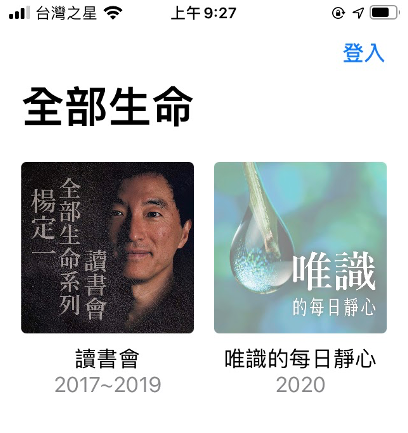 台灣之星 上午9:27
登入
全部生命
楊定一
全部生命系列
讀書會
唯識
的每日靜心
讀書會
唯識的每日靜心
2017~2019
2020